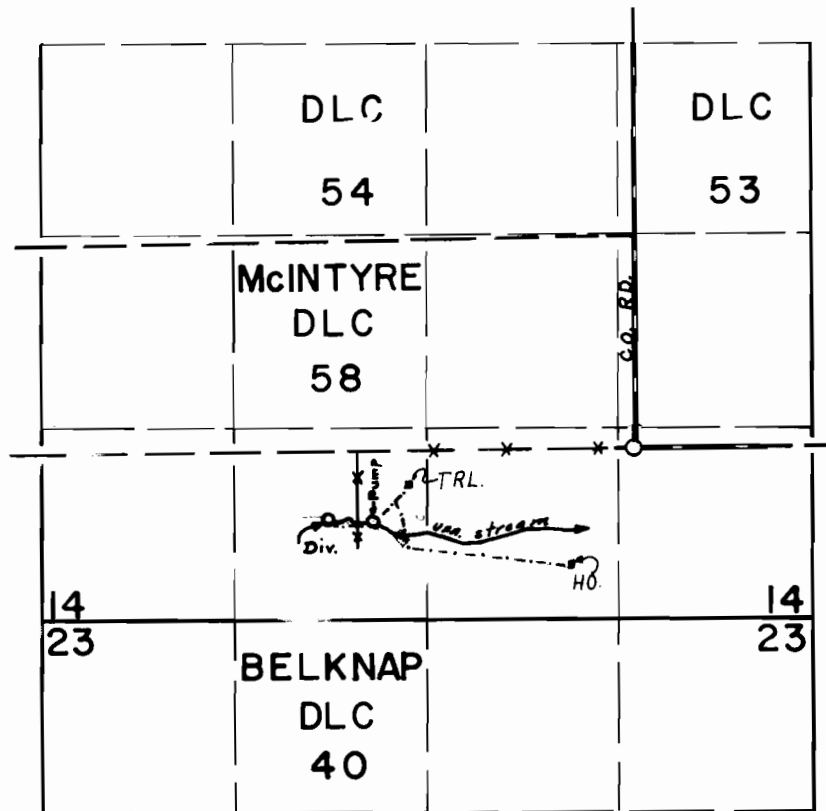 DLC
54
DLC
53
McINTYRE
DLC
58
CO. RD.
Pump
TRL.
Unn. stream
Div.
HO.
14
23
14
23
BELKNAP
DLC
40